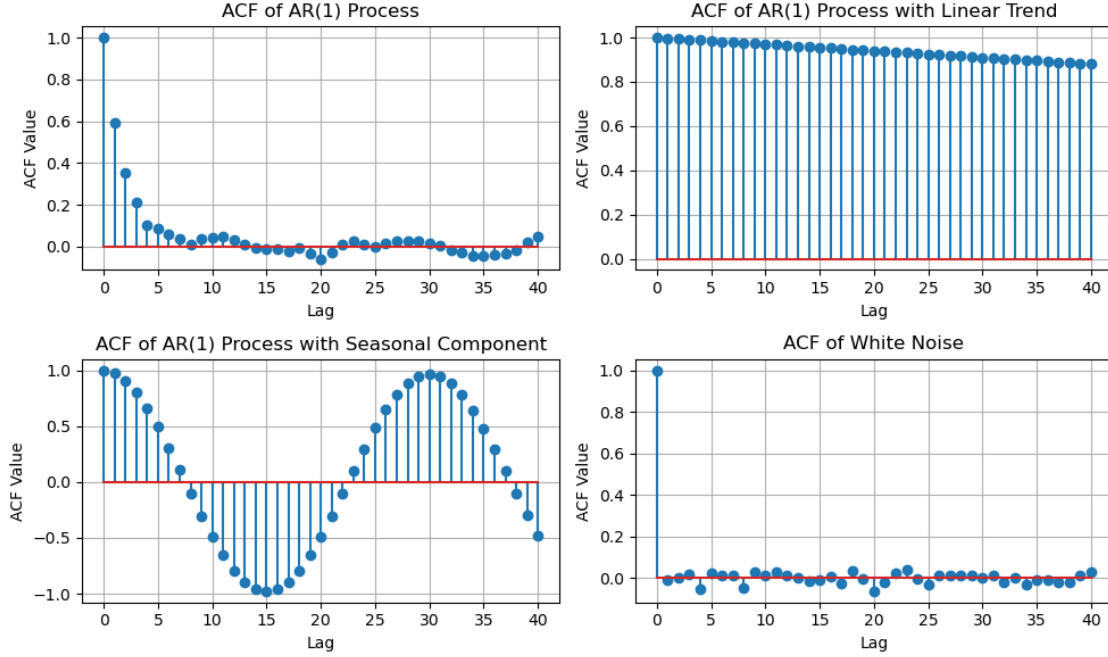 ACF of AR(1) Process
1.0
0.8
0.6
0.4
0.2
0.0
ACF Value
0 5 10 15 20 25 30 35 40
Lag
ACF of AR(1) Process with Linear Trend
1.0
0.8
0.6
0.4
0.2
0.0
ACF Value
0 5 10 15 20 25 30 35 40
Lag
ACF of AR(1) Process with Seasonal Component
1.0
0.5
0.0
−0.5
−1.0
ACF Value
0 5 10 15 20 25 30 35 40
Lag
ACF of White Noise
1.0
0.8
0.6
0.4
0.2
0.0
ACF Value
0 5 10 15 20 25 30 35 40
Lag